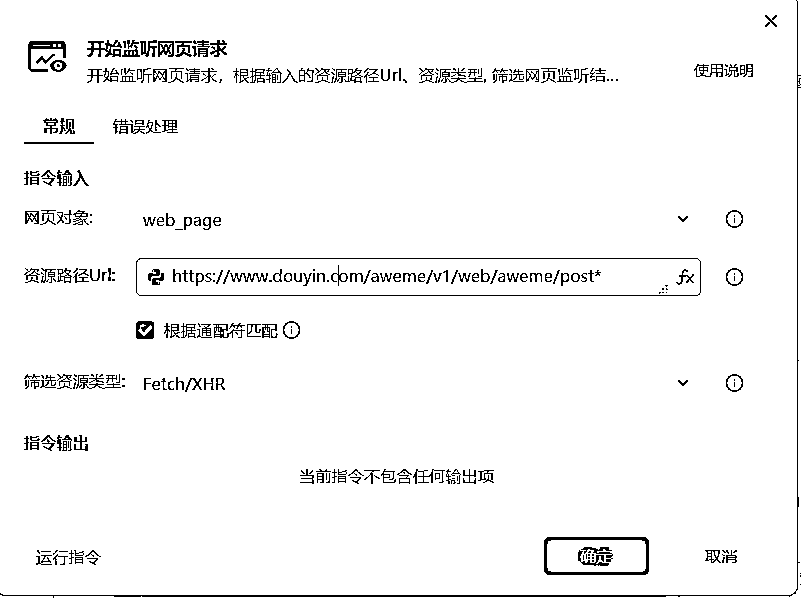 开始监听网页请求
开始监听网页请求，根据输入的资源路径Url、资源类型, 筛选网页监听结...
使用说明
常规 错误处理
指令输入
网页对象: web_page
资源路径Url: https://www.douyin.com/aweme/v1/web/aweme/post* fx
根据通配符匹配
筛选资源类型: Fetch/XHR
指令输出
当前指令不包含任何输出项
运行指令 确定 取消